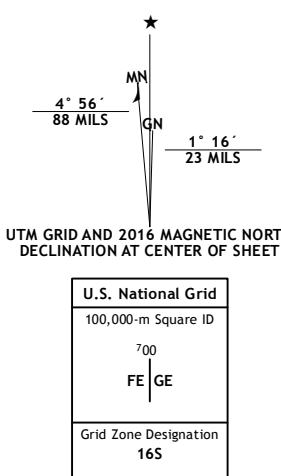 MN
GN
4° 56´
88 MILS
1° 16´
23 MILS
UTM GRID AND 2016 MAGNETIC NORT
DECLINATION AT CENTER OF SHEET
U.S. National Grid
100,000-m Square ID
700
FE GE
Grid Zone Designation
16S